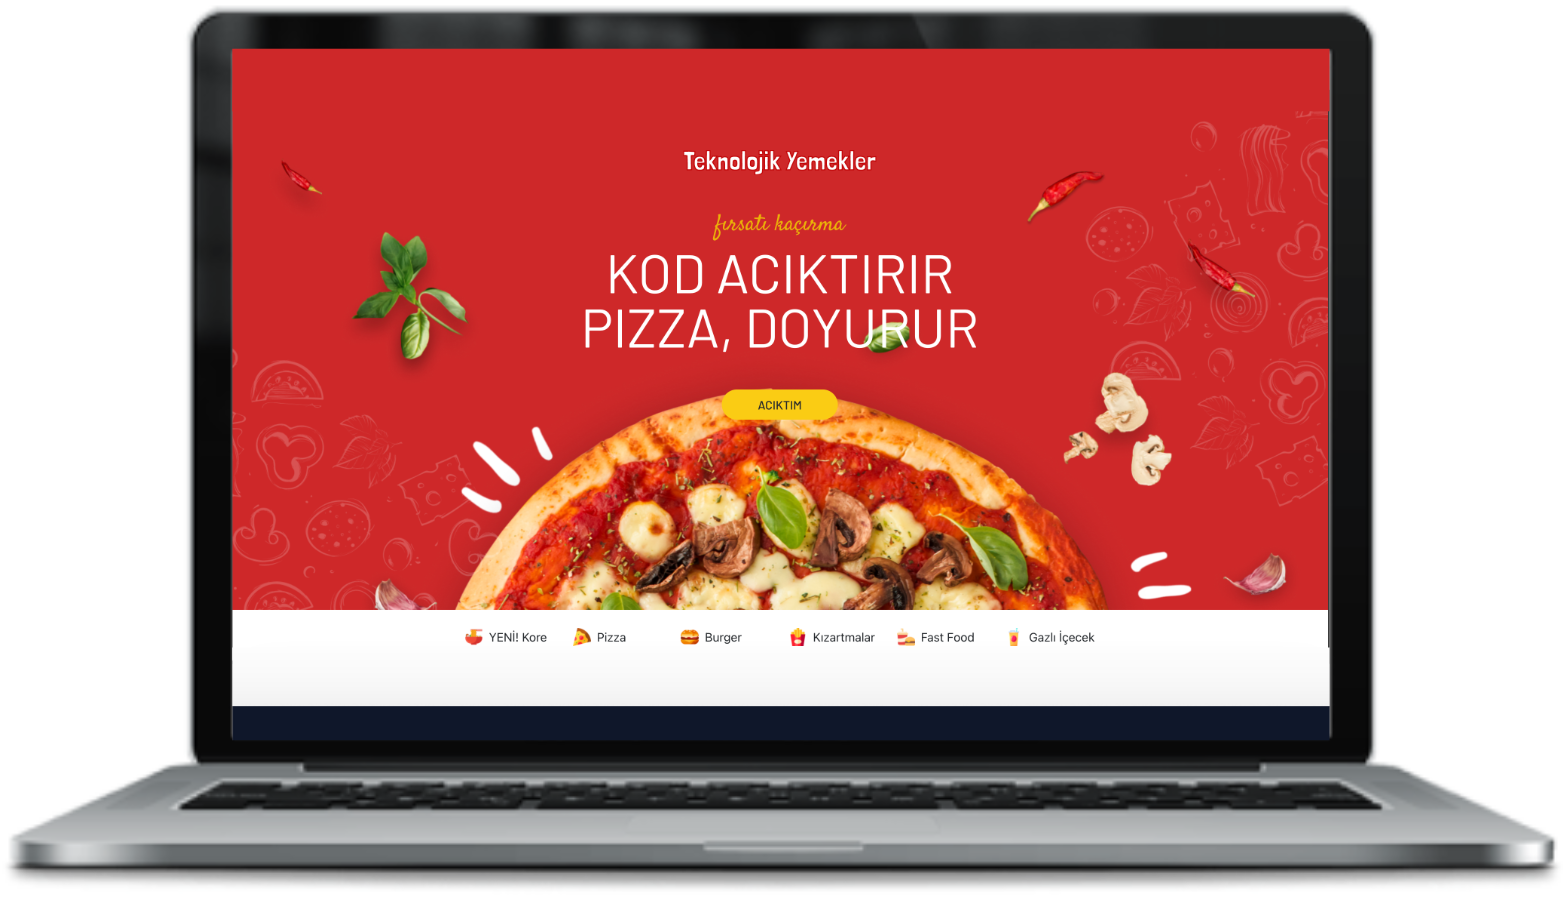 Teknolojik Yemekler
fırsatı kaçırma
KOD ACIKTIRIR
PIZZA, DOYURUR
ACIKTIM
YENİ! Kore
Pizza
Burger
Kızartmalar
Fast Food
Gazlı İçecek